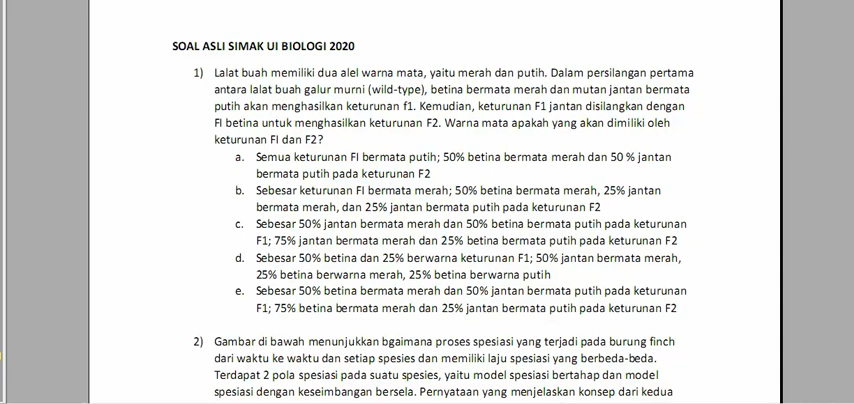 SOAL ASLI SIMAK UI BIOLOGI 2020
1) Lalat buah memiliki dua alel warna mata, yaitu merah dan putih. Dalam persilangan pertama
antara lalat buah galur murni (wild-type), betina bermata merah dan mutan jantan bermata
putih akan menghasilkan keturunan f1. Kemudian, keturunan F1 jantan disilangkan dengan
FI betina untuk menghasilkan keturunan F2. Warna mata apakah yang akan dimiliki oleh
keturunan FI dan F2?
a. Semua keturunan FI bermata putih; 50% betina bermata merah dan 50 % jantan
bermata putih pada keturunan F2
b. Sebesar keturunan FI bermata merah; 50% betina bermata merah, 25% jantan
bermata merah, dan 25% jantan bermata putih pada keturunan F2
c. Sebesar 50% jantan bermata merah dan 50% betina bermata putih pada keturunan
F1; 75% jantan bermata merah dan 25% betina bermata putih pada keturunan F2
d. Sebesar 50% betina dan 25% berwarna keturunan F1; 50% jantan bermata merah,
25% betina berwarna merah, 25% betina berwarna putih
e. Sebesar 50% betina bermata merah dan 50% jantan bermata putih pada keturunan
F1; 75% betina bermata merah dan 25% jantan bermata putih pada keturunan F2
2) Gambar di bawah menunjukkan bgaimana proses spesiasi yang terjadi pada burung finch
dari waktu ke waktu dan setiap spesies dan memiliki laju spesiasi yang berbeda-beda.
Terdapat 2 pola spesiasi pada suatu spesies, yaitu model spesiasi bertahap dan model
spesiasi dengan keseimbangan bersela. Pernyataan yang menjelaskan konsep dari kedua